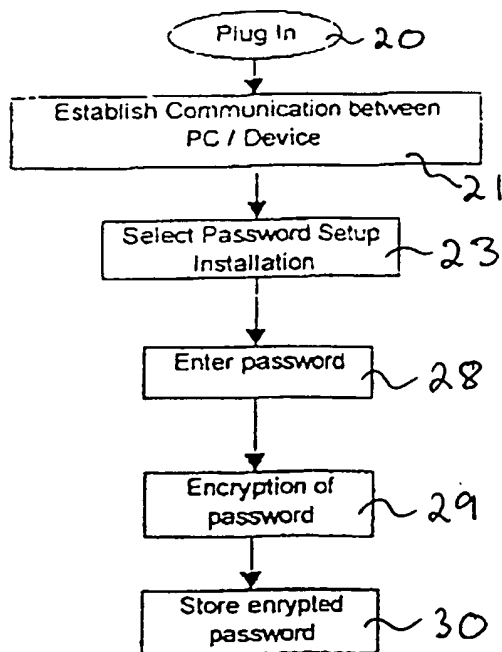 Plug In
20
Establish Communication between
PC / Device
21
Select Password Setup
Installation
23
Enter password
28
Encryption of
password
29
Store enrypted
password
30